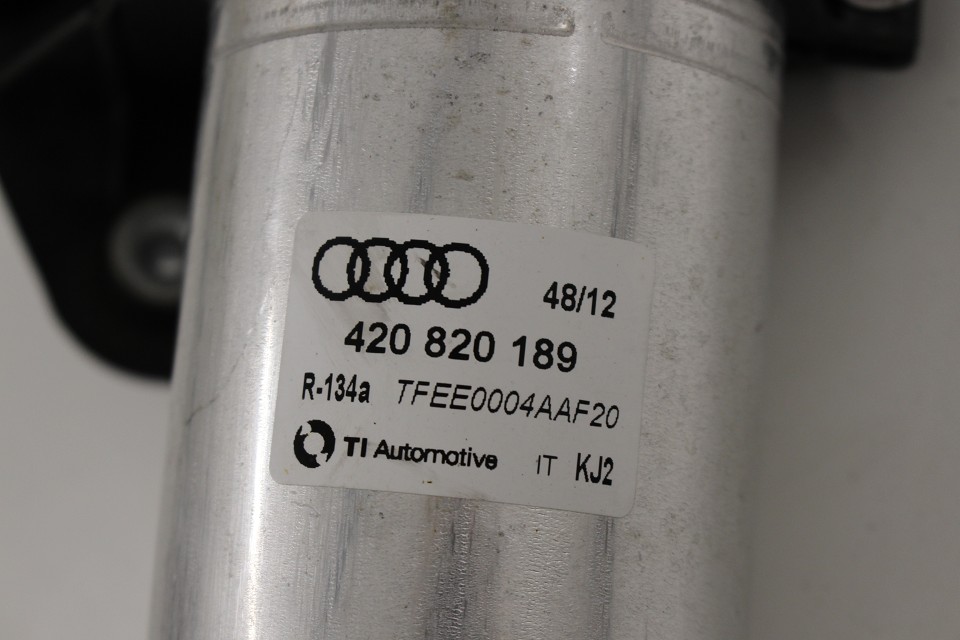 48/12
420 820 189
R-134a TFEE0004AAF20
TI Automotive IT KJ2